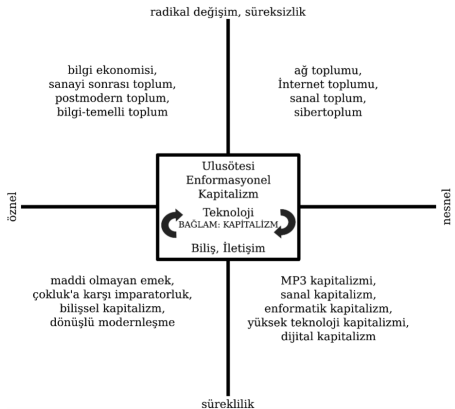 radikal değişim, süreksizlik
bilgi ekonomisi,
sanayi sonrası toplum,
postmodern toplum,
bilgi-temelli toplum
ağ toplumu,
İnternet toplumu,
sanal toplum,
sibertoplum
öznel
Ulusötesi
Enformasyonel
Kapitalizm
Teknoloji
BAĞLAM: KAPİTALİZM
Biliş, İletişim
nesnel
maddi olmayan emek,
çokluk'a karşı imparatorluk,
bilişsel kapitalizm,
dönüşlü modernleşme
MP3 kapitalizmi,
sanal kapitalizm,
enformatik kapitalizm,
yüksek teknoloji kapitalizmi,
dijital kapitalizm
süreklilik